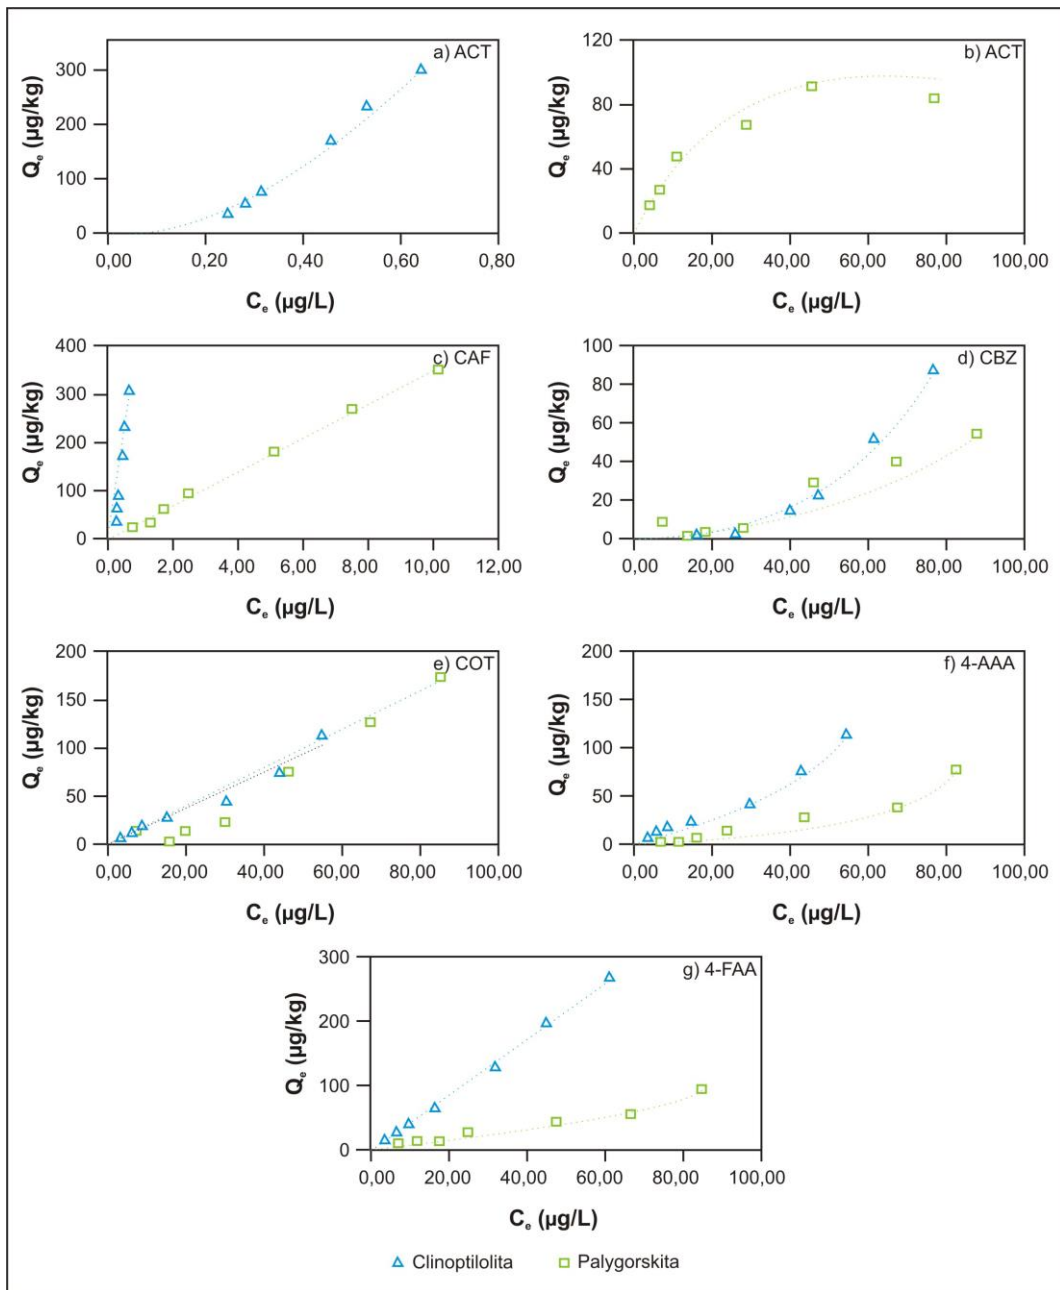 a) ACT
300
200
100
0
0,00 0,20 0,40 0,60 0,80
Qₑ (µg/kg)
Cₑ (µg/L)
b) ACT
120
80
40
0
0,00 20,00 40,00 60,00 80,00 100,00
Qₑ (µg/kg)
Cₑ (µg/L)
c) CAF
400
300
200
100
0
0,00 2,00 4,00 6,00 8,00 10,00 12,00
Qₑ (µg/kg)
Cₑ (µg/L)
d) CBZ
100
80
60
40
20
0
0,00 20,00 40,00 60,00 80,00 100,00
Qₑ (µg/kg)
Cₑ (µg/L)
e) COT
200
150
100
50
0
0,00 20,00 40,00 60,00 80,00 100,00
Qₑ (µg/kg)
Cₑ (µg/L)
f) 4-AAA
200
150
100
50
0
0,00 20,00 40,00 60,00 80,00 100,00
Qₑ (µg/kg)
Cₑ (µg/L)
g) 4-FAA
300
200
100
0
0,00 20,00 40,00 60,00 80,00 100,00
Qₑ (µg/kg)
Cₑ (µg/L)
Clinoptilolita Palygorskita